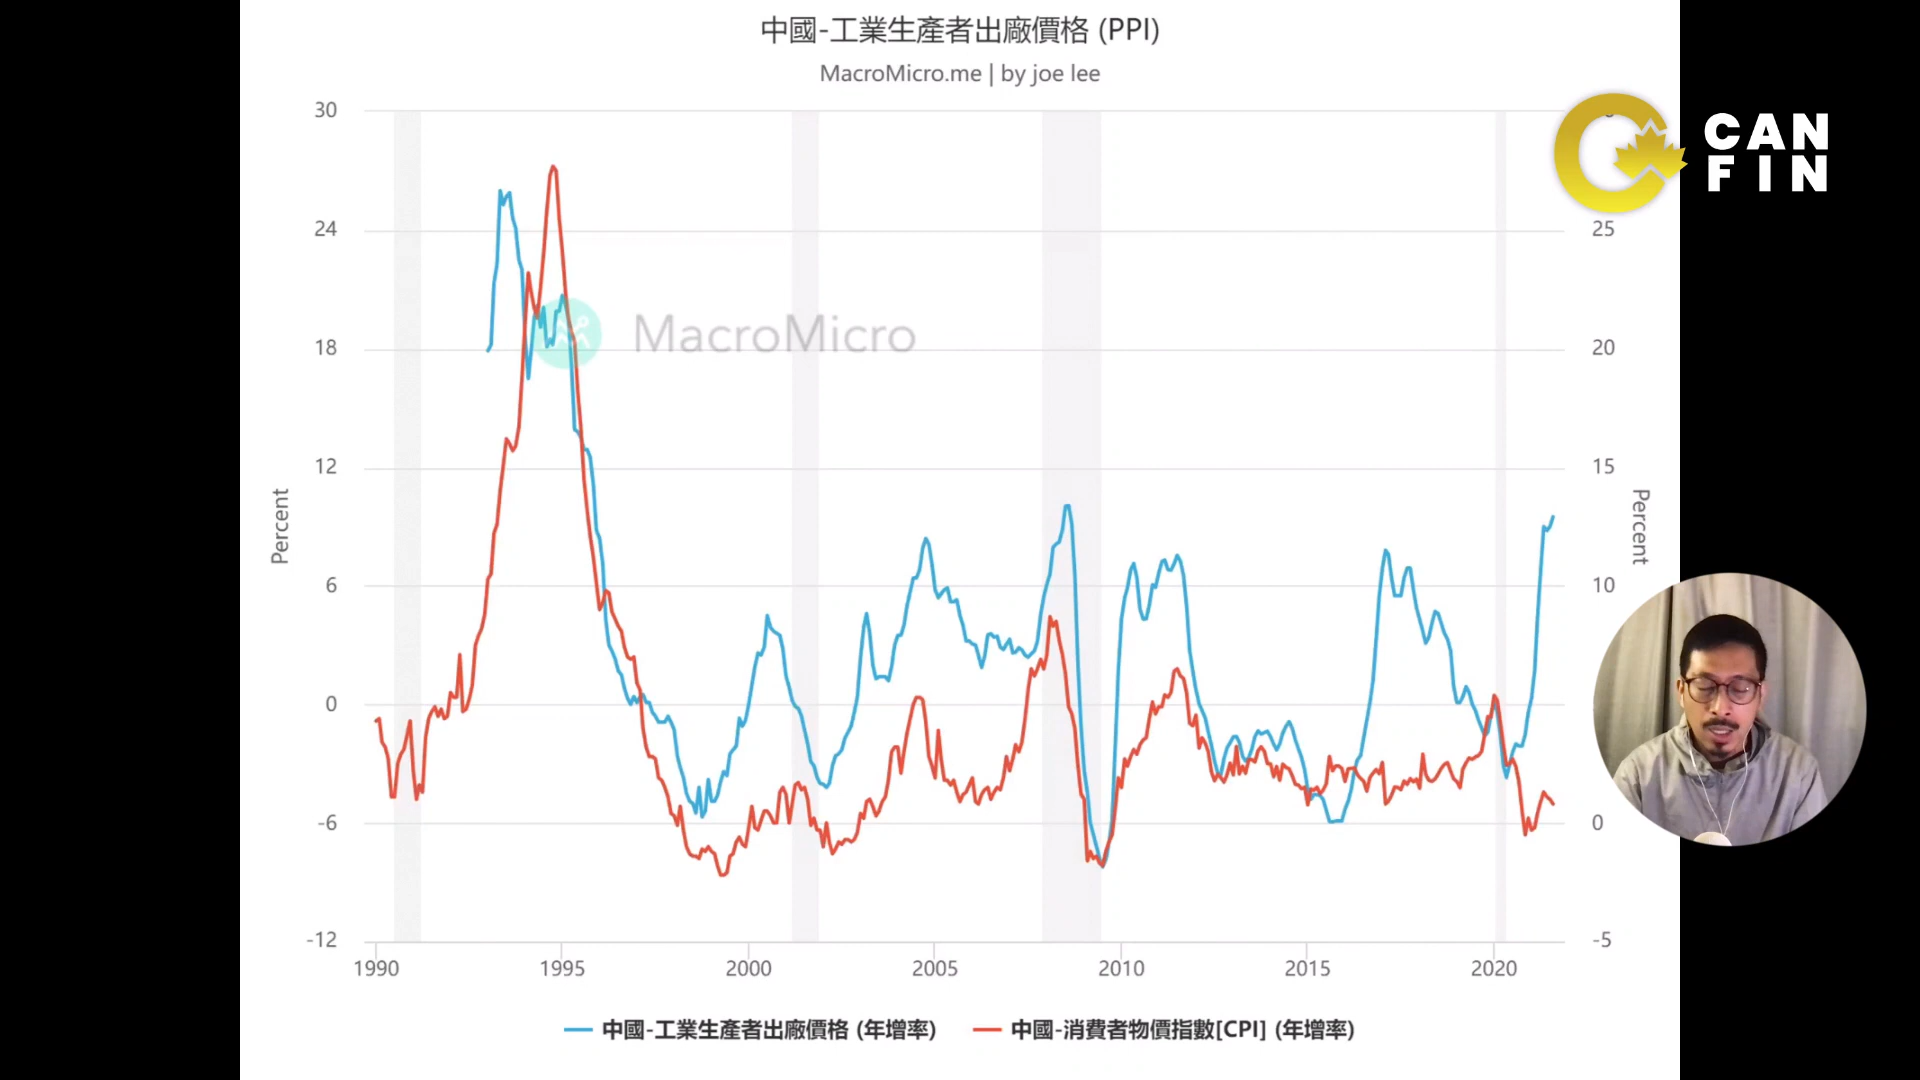 中國-工業生產者出廠價格 (PPI)
MacroMicro.me | by joe lee
CAN
FIN
30
24
18
12
6
0
-6
-12
Percent
MacroMicro
25
20
15
10
0
-5
Percent
1990
1995
2000
2005
2010
2015
2020
中國-工業生產者出廠價格 (年增率)
中國-消費者物價指數[CPI] (年增率)